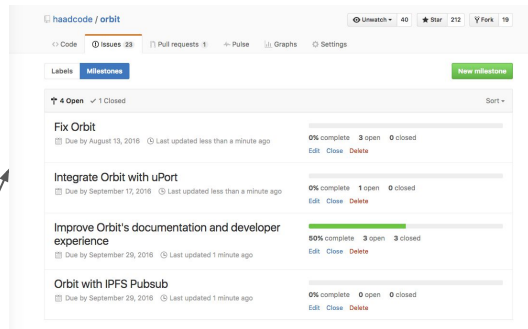 haadcode / orbit
Unwatch 40 Star 212 Fork 19
Code Issues 23 Pull requests 1 Pulse Graphs Settings
Labels Milestones New milestone
4 Open 1 Closed Sort
Fix Orbit
Due by August 13, 2016 Last updated less than a minute ago
0% complete 3 open 0 closed
Edit Close Delete
Integrate Orbit with uPort
Due by September 17, 2016 Last updated less than a minute ago
0% complete 1 open 0 closed
Edit Close Delete
Improve Orbit's documentation and developer
experience
Due by September 29, 2016 Last updated 1 minute ago
50% complete 3 open 3 closed
Edit Close Delete
Orbit with IPFS Pubsub
Due by September 29, 2016 Last updated 1 minute ago
0% complete 0 open 0 closed
Edit Close Delete